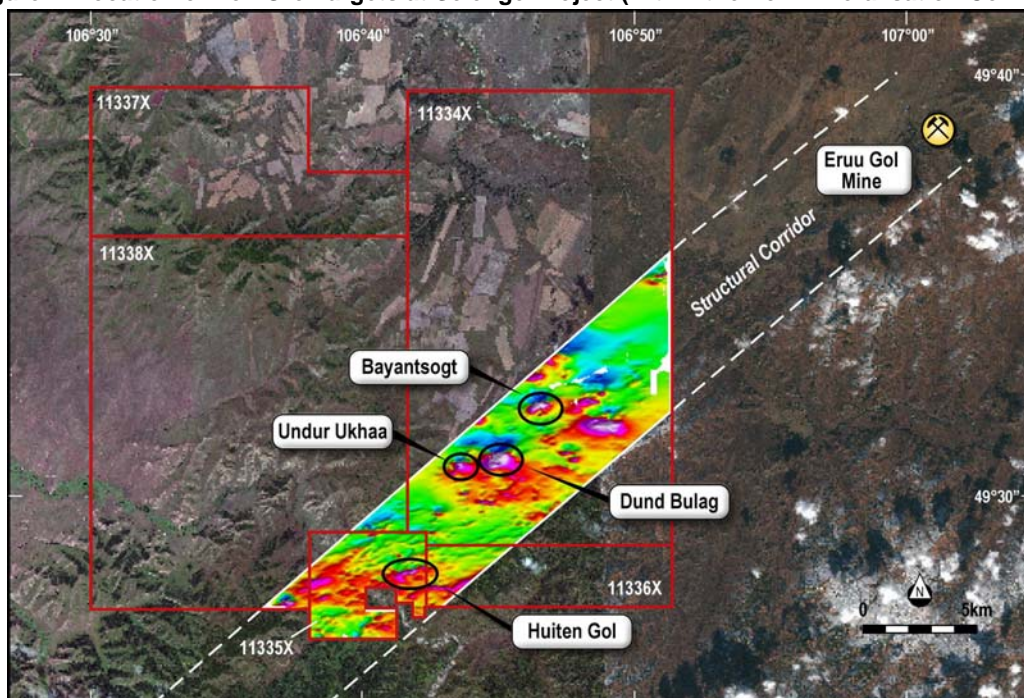 106°30'
106°40'
106°50'
107°00'
49°40'
11337X
11334X
Eruu Gol
Mine
Structural Corridor
11338X
Bayantsogt
Undur Ukhaa
Dund Bulag
49°30'
11336X
N
0 5km
Huiten Gol
11335X